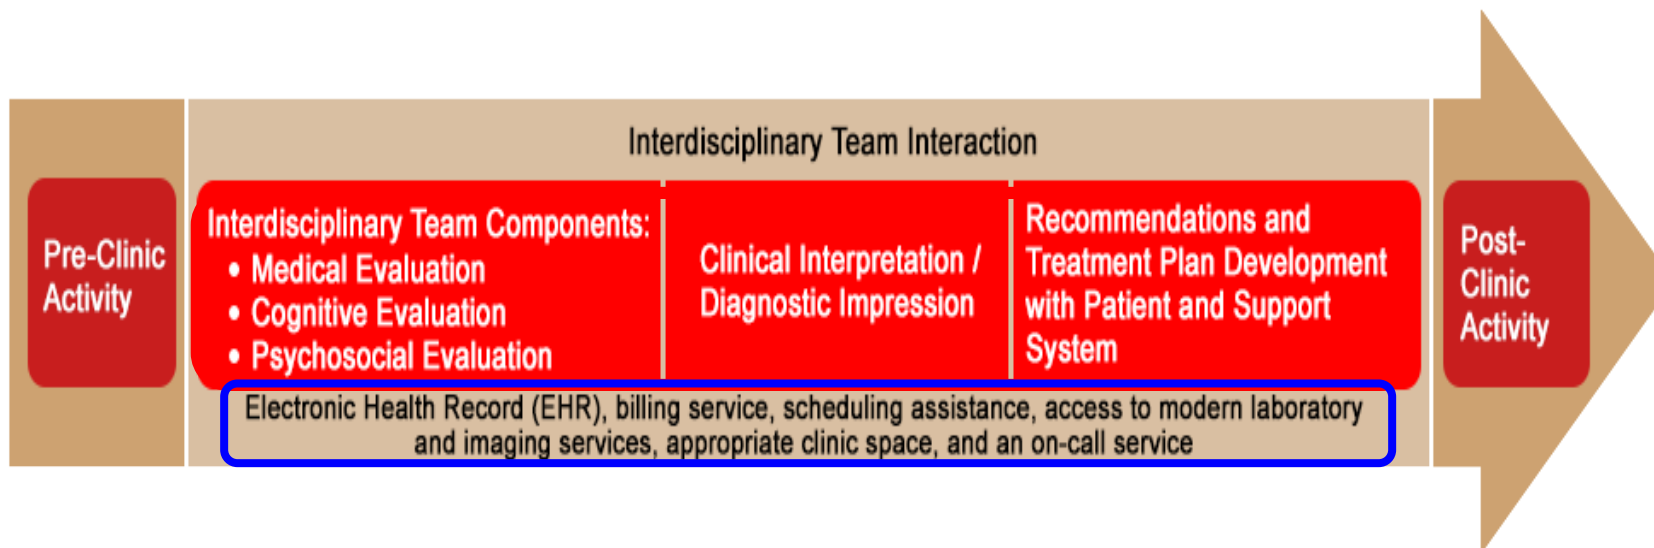 Interdisciplinary Team Interaction
Pre-Clinic
Activity
Interdisciplinary Team Components:
• Medical Evaluation
• Cognitive Evaluation
• Psychosocial Evaluation
Clinical Interpretation /
Diagnostic Impression
Recommendations and
Treatment Plan Development
with Patient and Support
System
Post-
Clinic
Activity
Electronic Health Record (EHR), billing service, scheduling assistance, access to modern laboratory
and imaging services, appropriate clinic space, and an on-call service